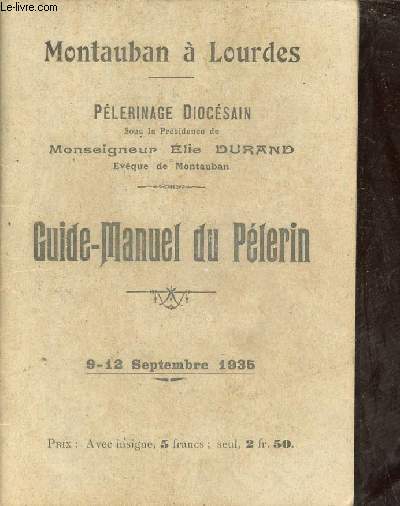 Le-livre.com
Montauban à Lourdes
PÉLERINAGE DIOCÉSAIN
Sous la Présidence de
Monseigneur Élie DURAND
Evêque de Montauban
Guide-Manuel du Pélerin
9-12 Septembre 1935
PRIX : Avec insigne, 5 francs ; seul, 2 fr. 50.